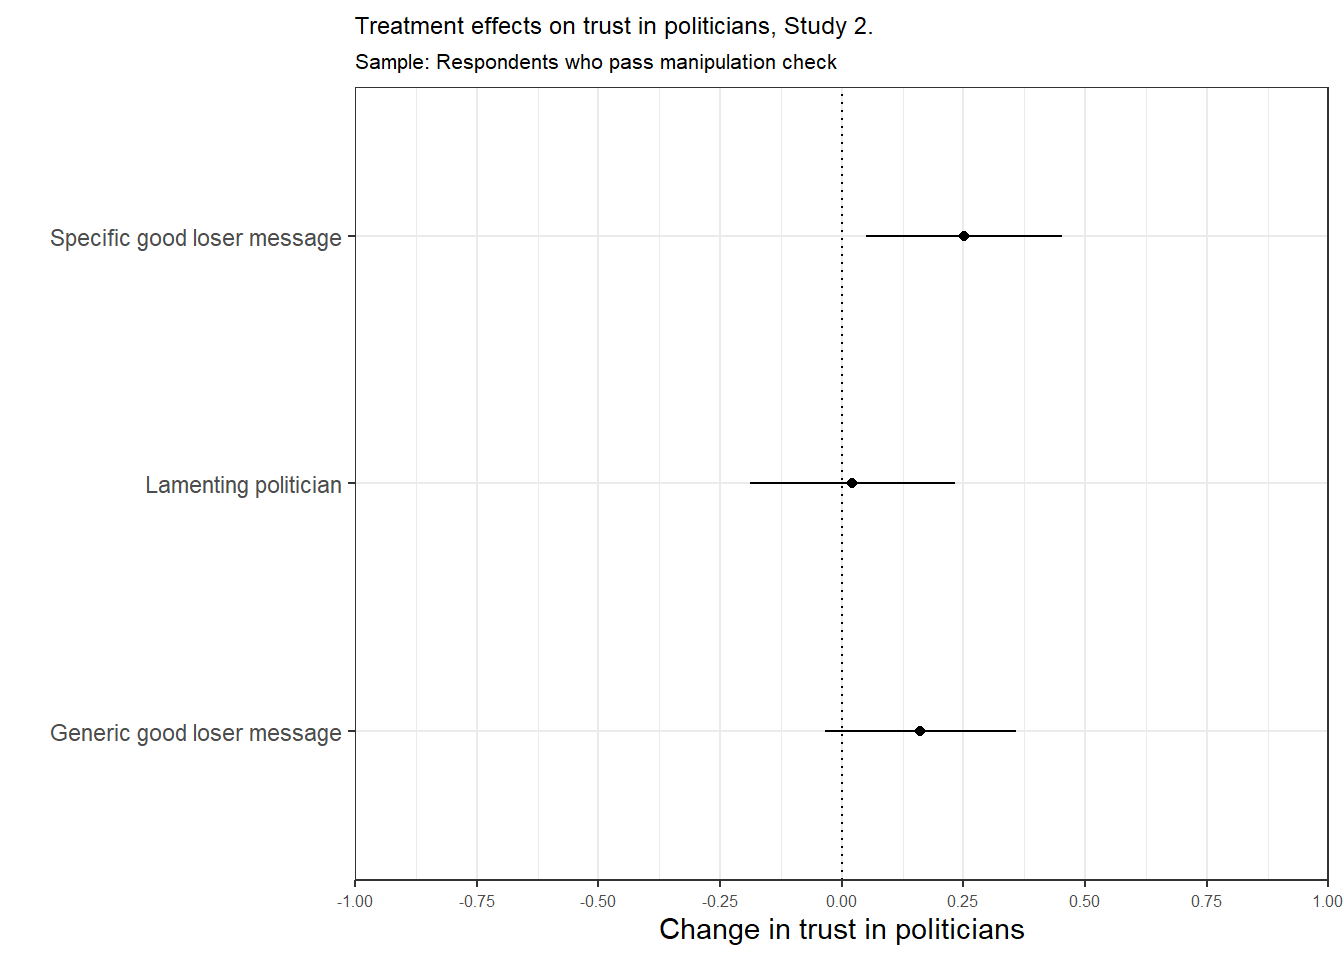 Treatment effects on trust in politicians, Study 2.
Sample: Respondents who pass manipulation check
Specific good loser message
Lamenting politician
Generic good loser message
-1.00 -0.75 -0.50 -0.25 0.00 0.25 0.50 0.75 1.00
Change in trust in politicians